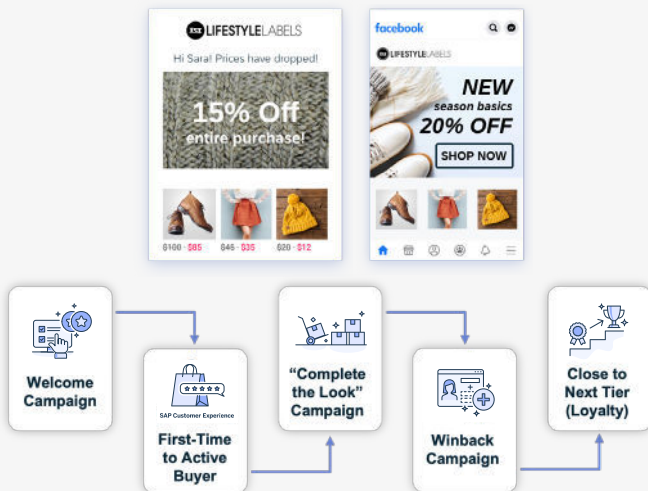 LIFESTYLELABELS
Hi Sara! Prices have dropped!
15% Off
entire purchase!
$100 - $85
$45 - $35
$20 - $12
facebook
LIFESTYLELABELS
NEW
season basics
20% OFF
SHOP NOW
Welcome
Campaign
SAP Customer Experience
First-Time
to Active
Buyer
“Complete
the Look”
Campaign
Winback
Campaign
Close to
Next Tier
(Loyalty)